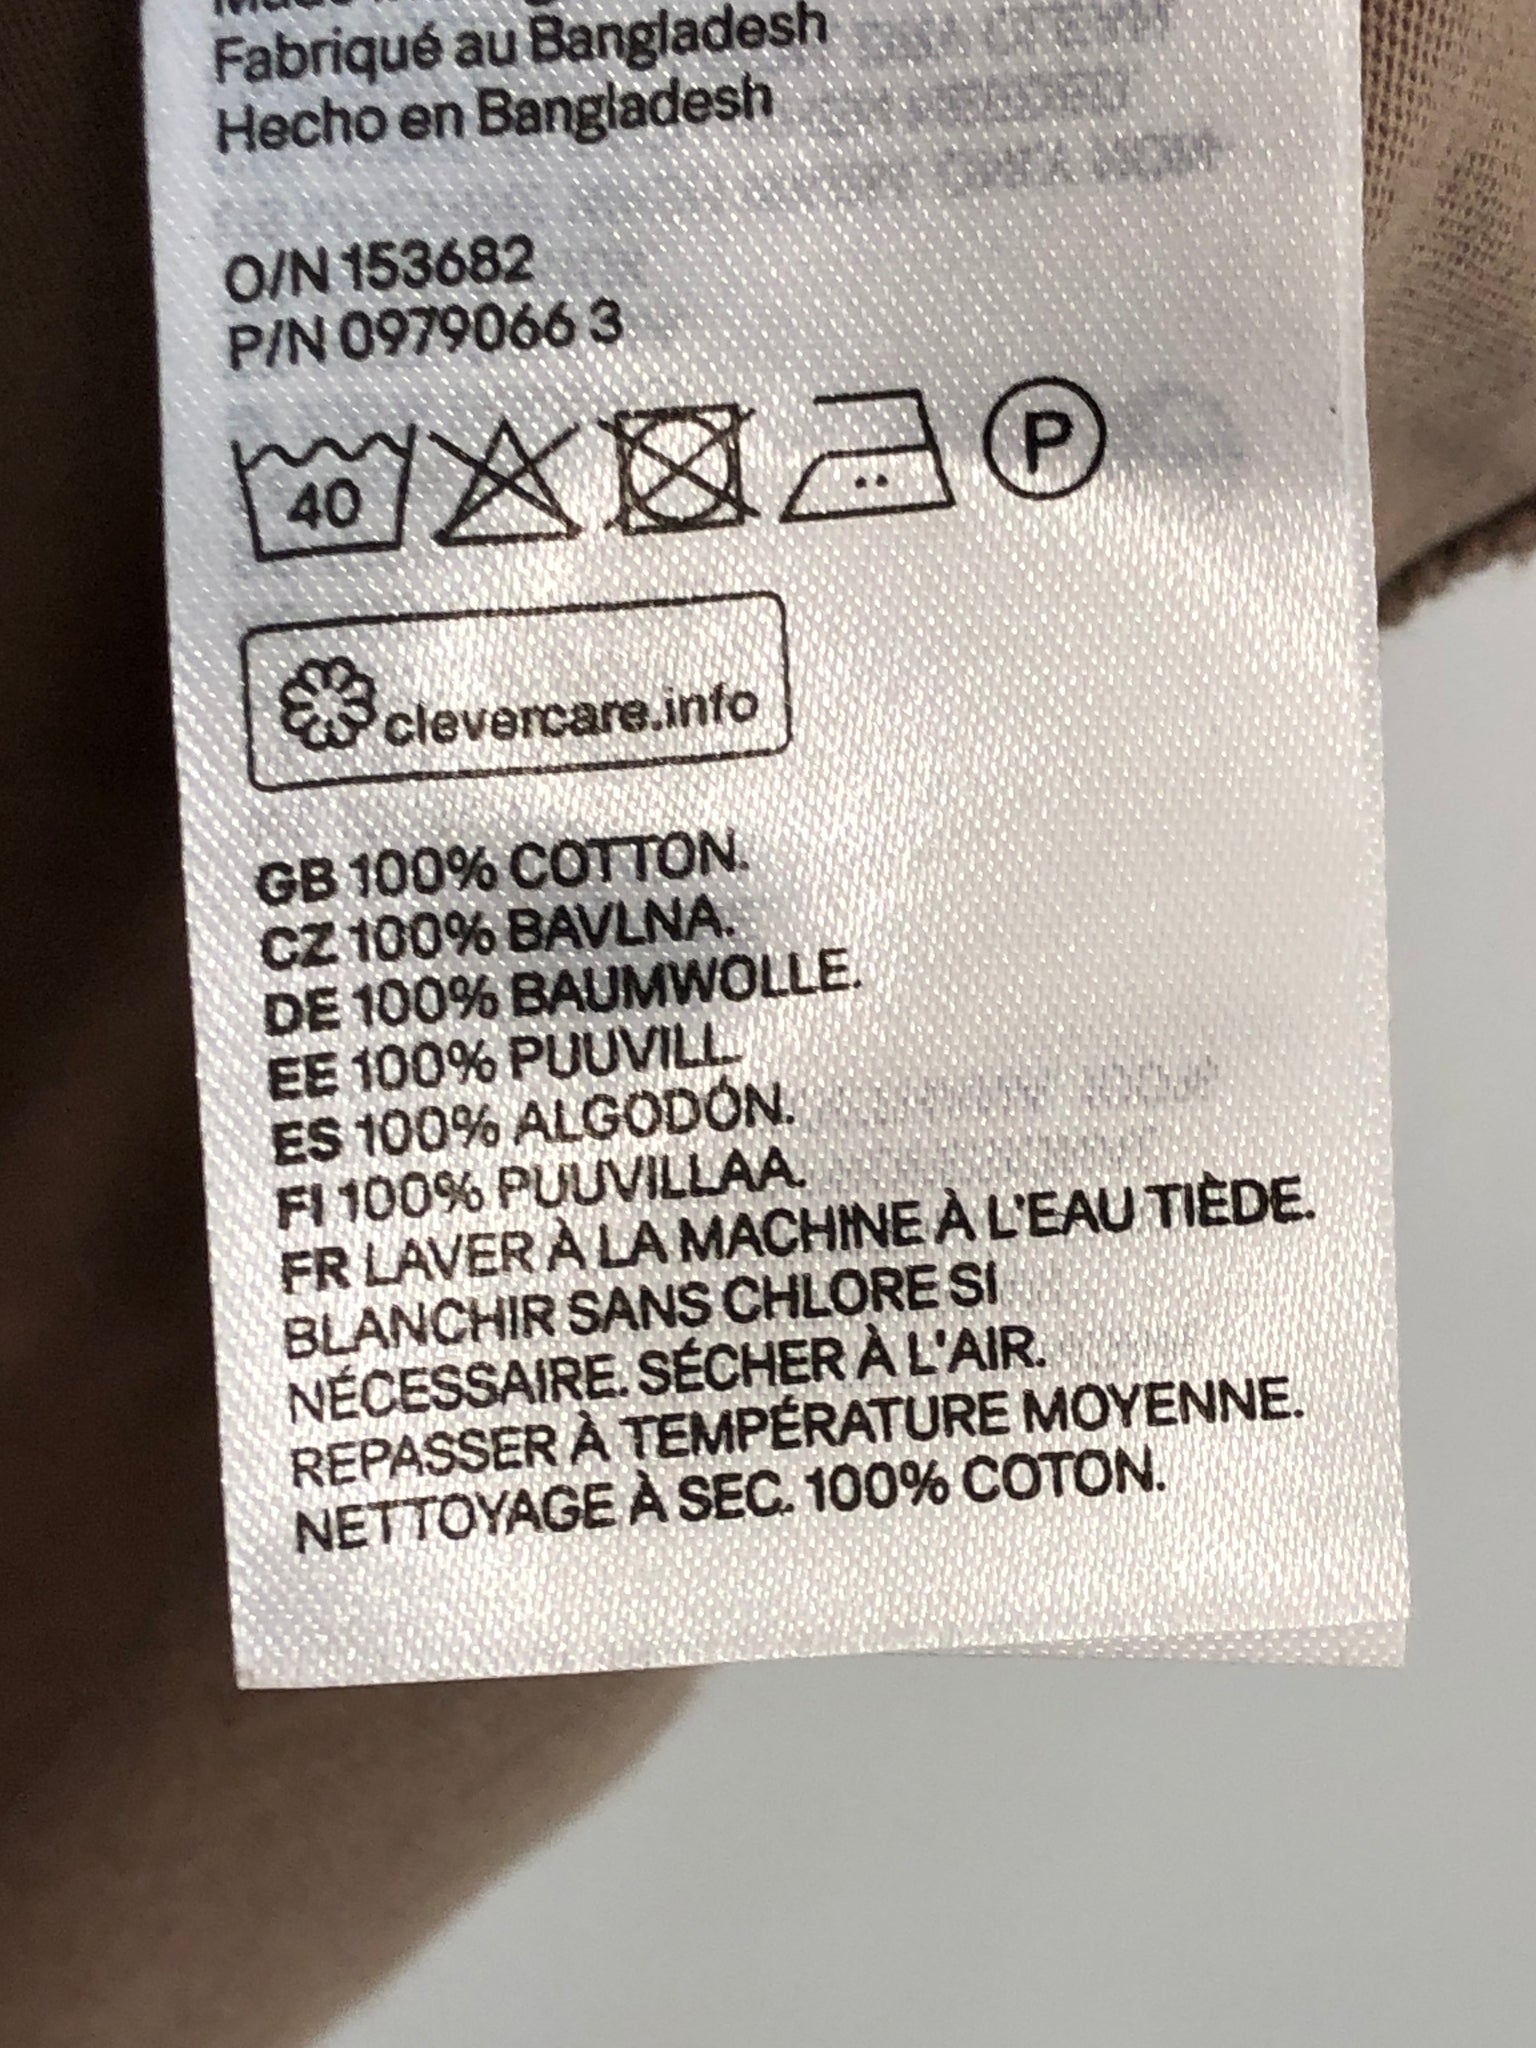 Fabriqué au Bangladesh
Hecho en Bangladesh
O/N 153682
P/N 0979066 3
40
P
clevercare.info
GB 100% COTTON.
CZ 100% BAVLNA.
DE 100% BAUMWOLLE.
EE 100% PUUVILL.
ES 100% ALGODÓN.
FI 100% PUUVILLAA.
FR LAVER À LA MACHINE À L'EAU TIÈDE.
BLANCHIR SANS CHLORE SI
NÉCESSAIRE. SÉCHER À L'AIR.
REPASSER À TEMPÉRATURE MOYENNE.
NETTOYAGE À SEC. 100% COTON.